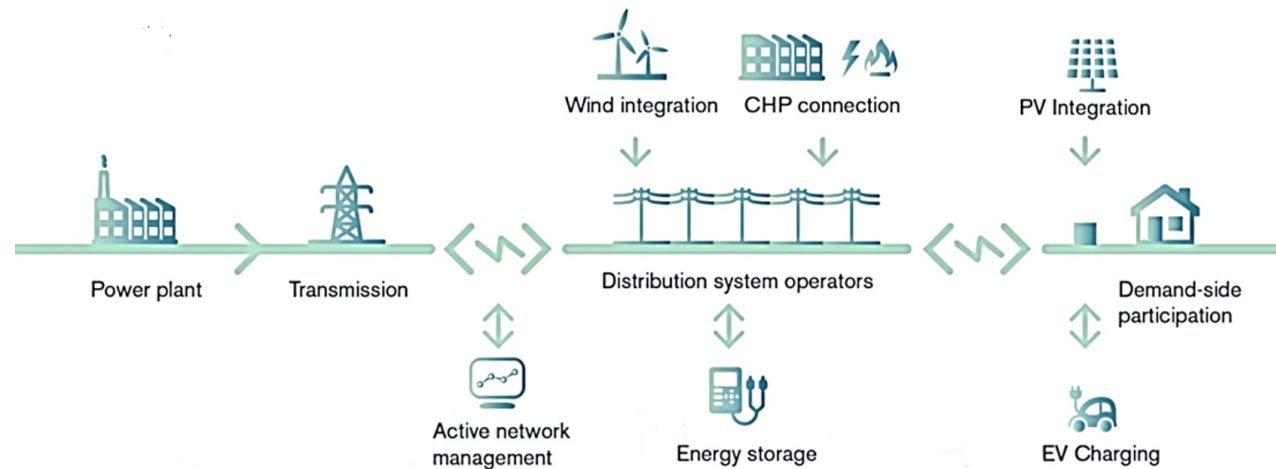 Wind integration
CHP connection
PV Integration
Power plant
Transmission
Distribution system operators
Demand-side
participation
Active network
management
Energy storage
EV Charging